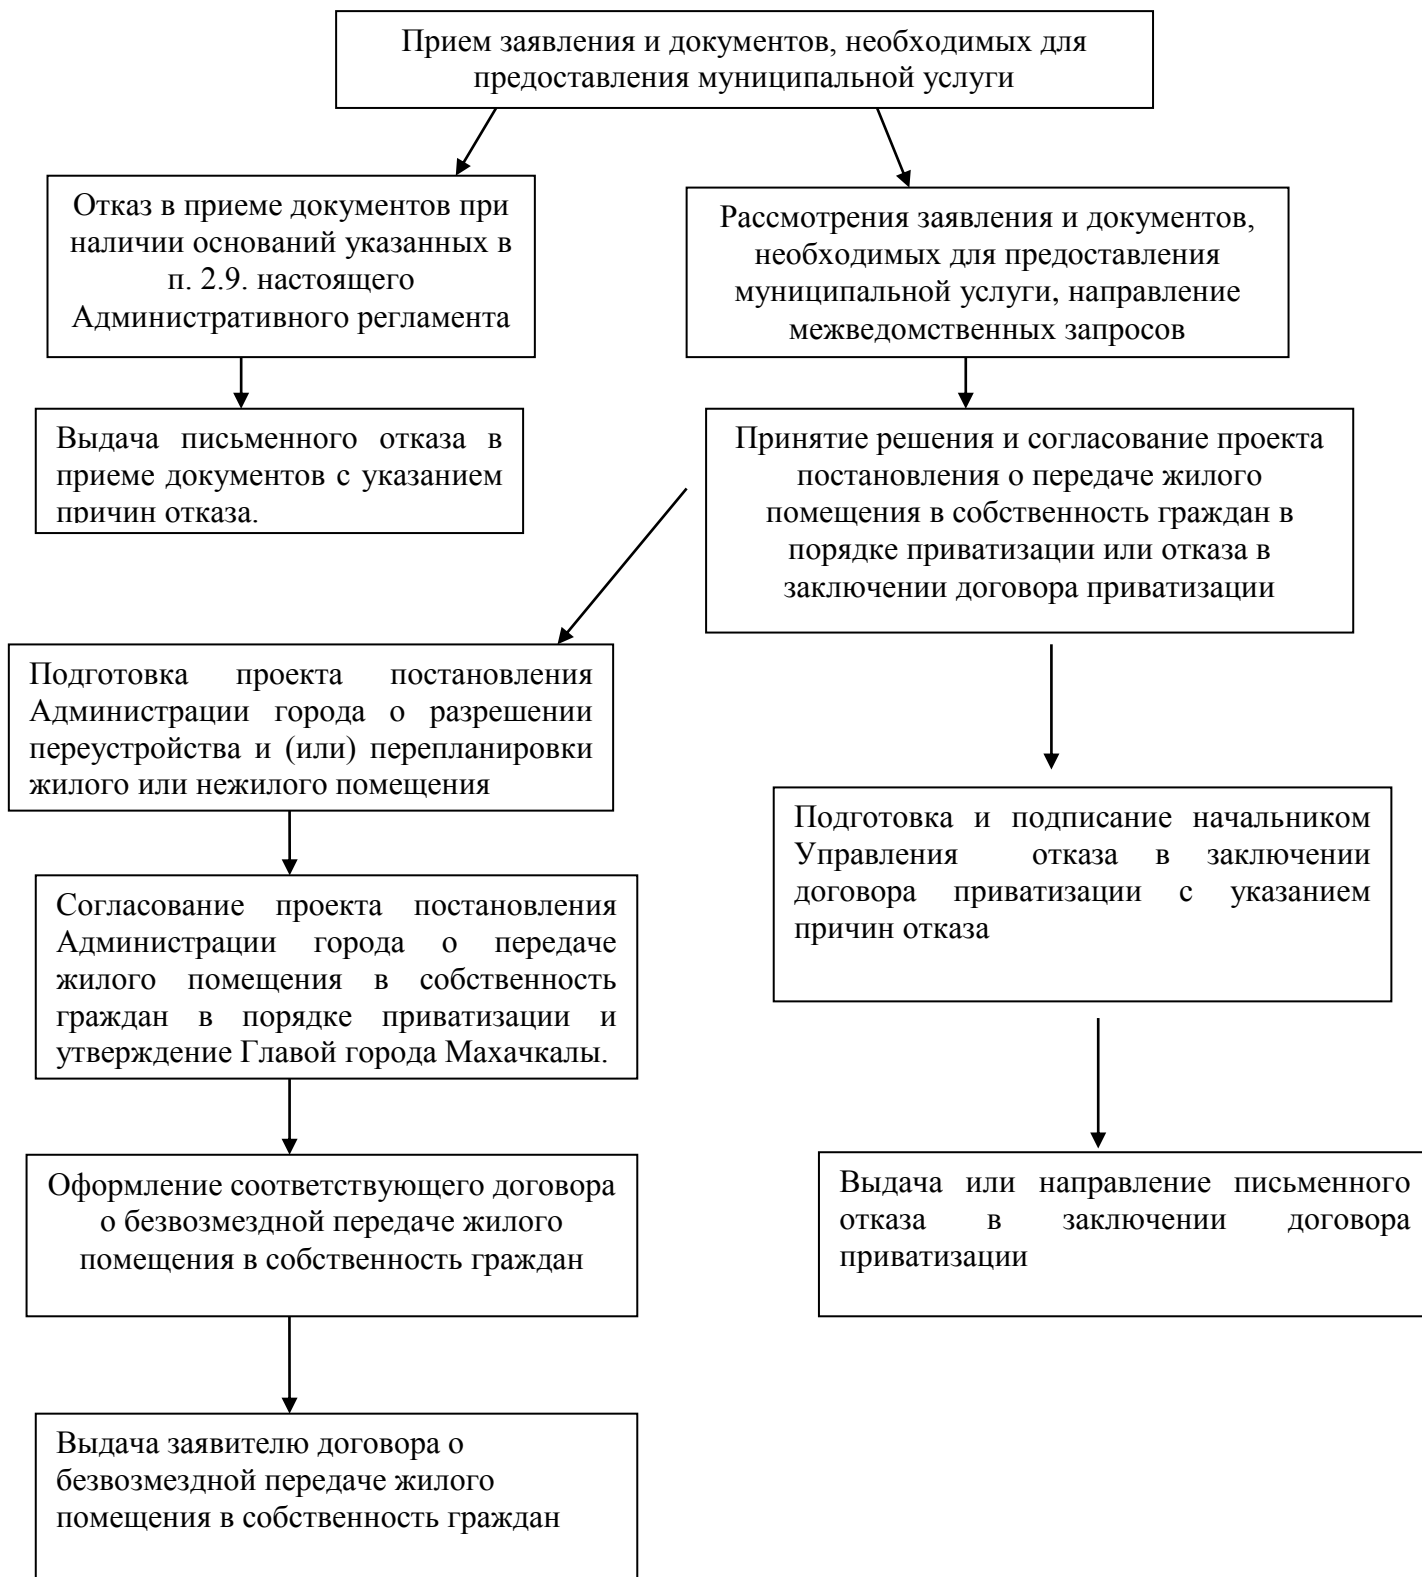 Прием заявления и документов, необходимых для
предоставления муниципальной услуги
Отказ в приеме документов при
наличии оснований указанных в
п. 2.9. настоящего
Административного регламента
Рассмотрения заявления и документов,
необходимых для предоставления
муниципальной услуги, направление
межведомственных запросов
Выдача письменного отказа в
приеме документов с указанием
причин отказа.
Принятие решения и согласование проекта
постановления о передаче жилого
помещения в собственность граждан в
порядке приватизации или отказа в
заключении договора приватизации
Подготовка проекта постановления
Администрации города о разрешении
переустройства и (или) перепланировки
жилого или нежилого помещения
Подготовка и подписание начальником
Управления отказа в заключении
договора приватизации с указанием
причин отказа
Согласование проекта постановления
Администрации города о передаче
жилого помещения в собственность
граждан в порядке приватизации и
утверждение Главой города Махачкалы.
Оформление соответствующего договора
о безвозмездной передаче жилого
помещения в собственность граждан
Выдача или направление письменного
отказа в заключении договора
приватизации
Выдача заявителю договора о
безвозмездной передаче жилого
помещения в собственность граждан